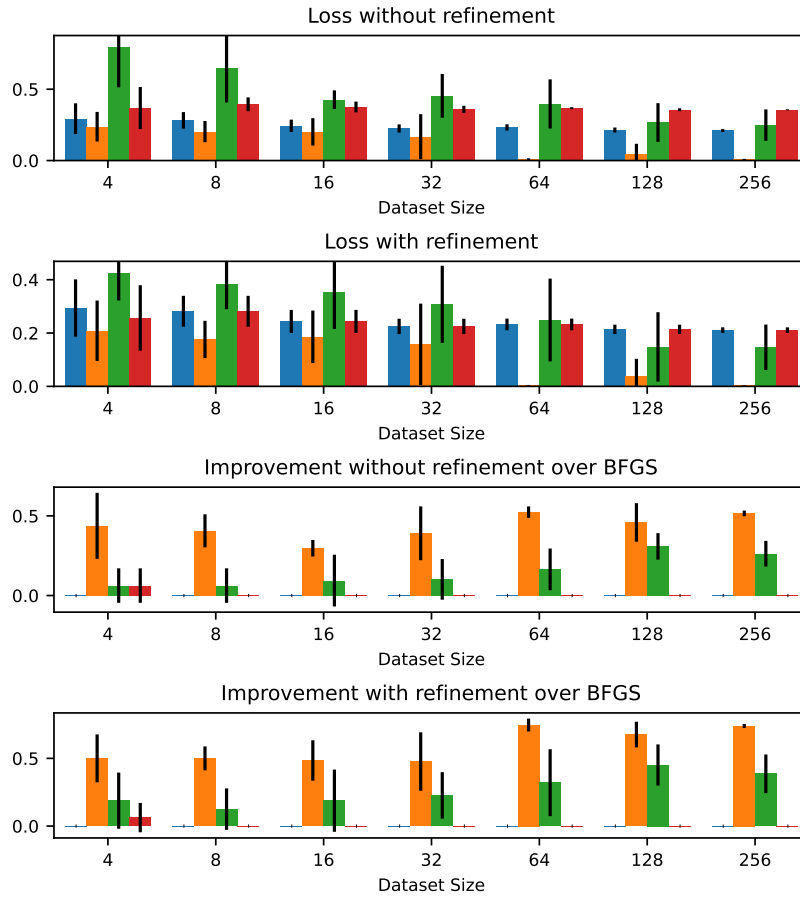 Loss without refinement
0.5
0.0
4 8 16 32 64 128 256
Dataset Size
Loss with refinement
0.4
0.2
0.0
4 8 16 32 64 128 256
Dataset Size
Improvement without refinement over BFGS
0.5
0.0
4 8 16 32 64 128 256
Dataset Size
Improvement with refinement over BFGS
0.5
0.0
4 8 16 32 64 128 256
Dataset Size